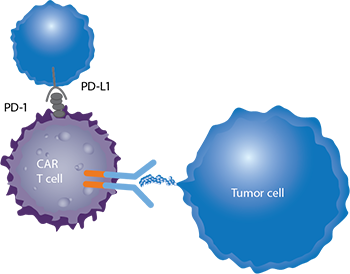 PD-L1
PD-1
CAR
T cell
Tumor cell